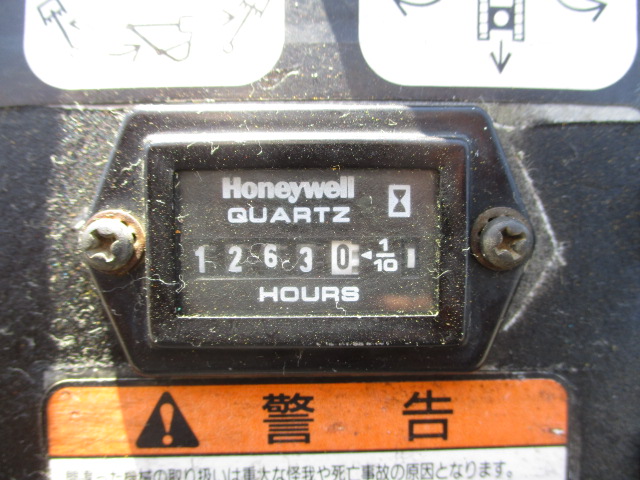 Honeywell
QUARTZ
1 2 6 3 0 ◄ 1/10
HOURS
警告
間違った機械の取り扱いは重大な怪我や死亡事故の原因となります。